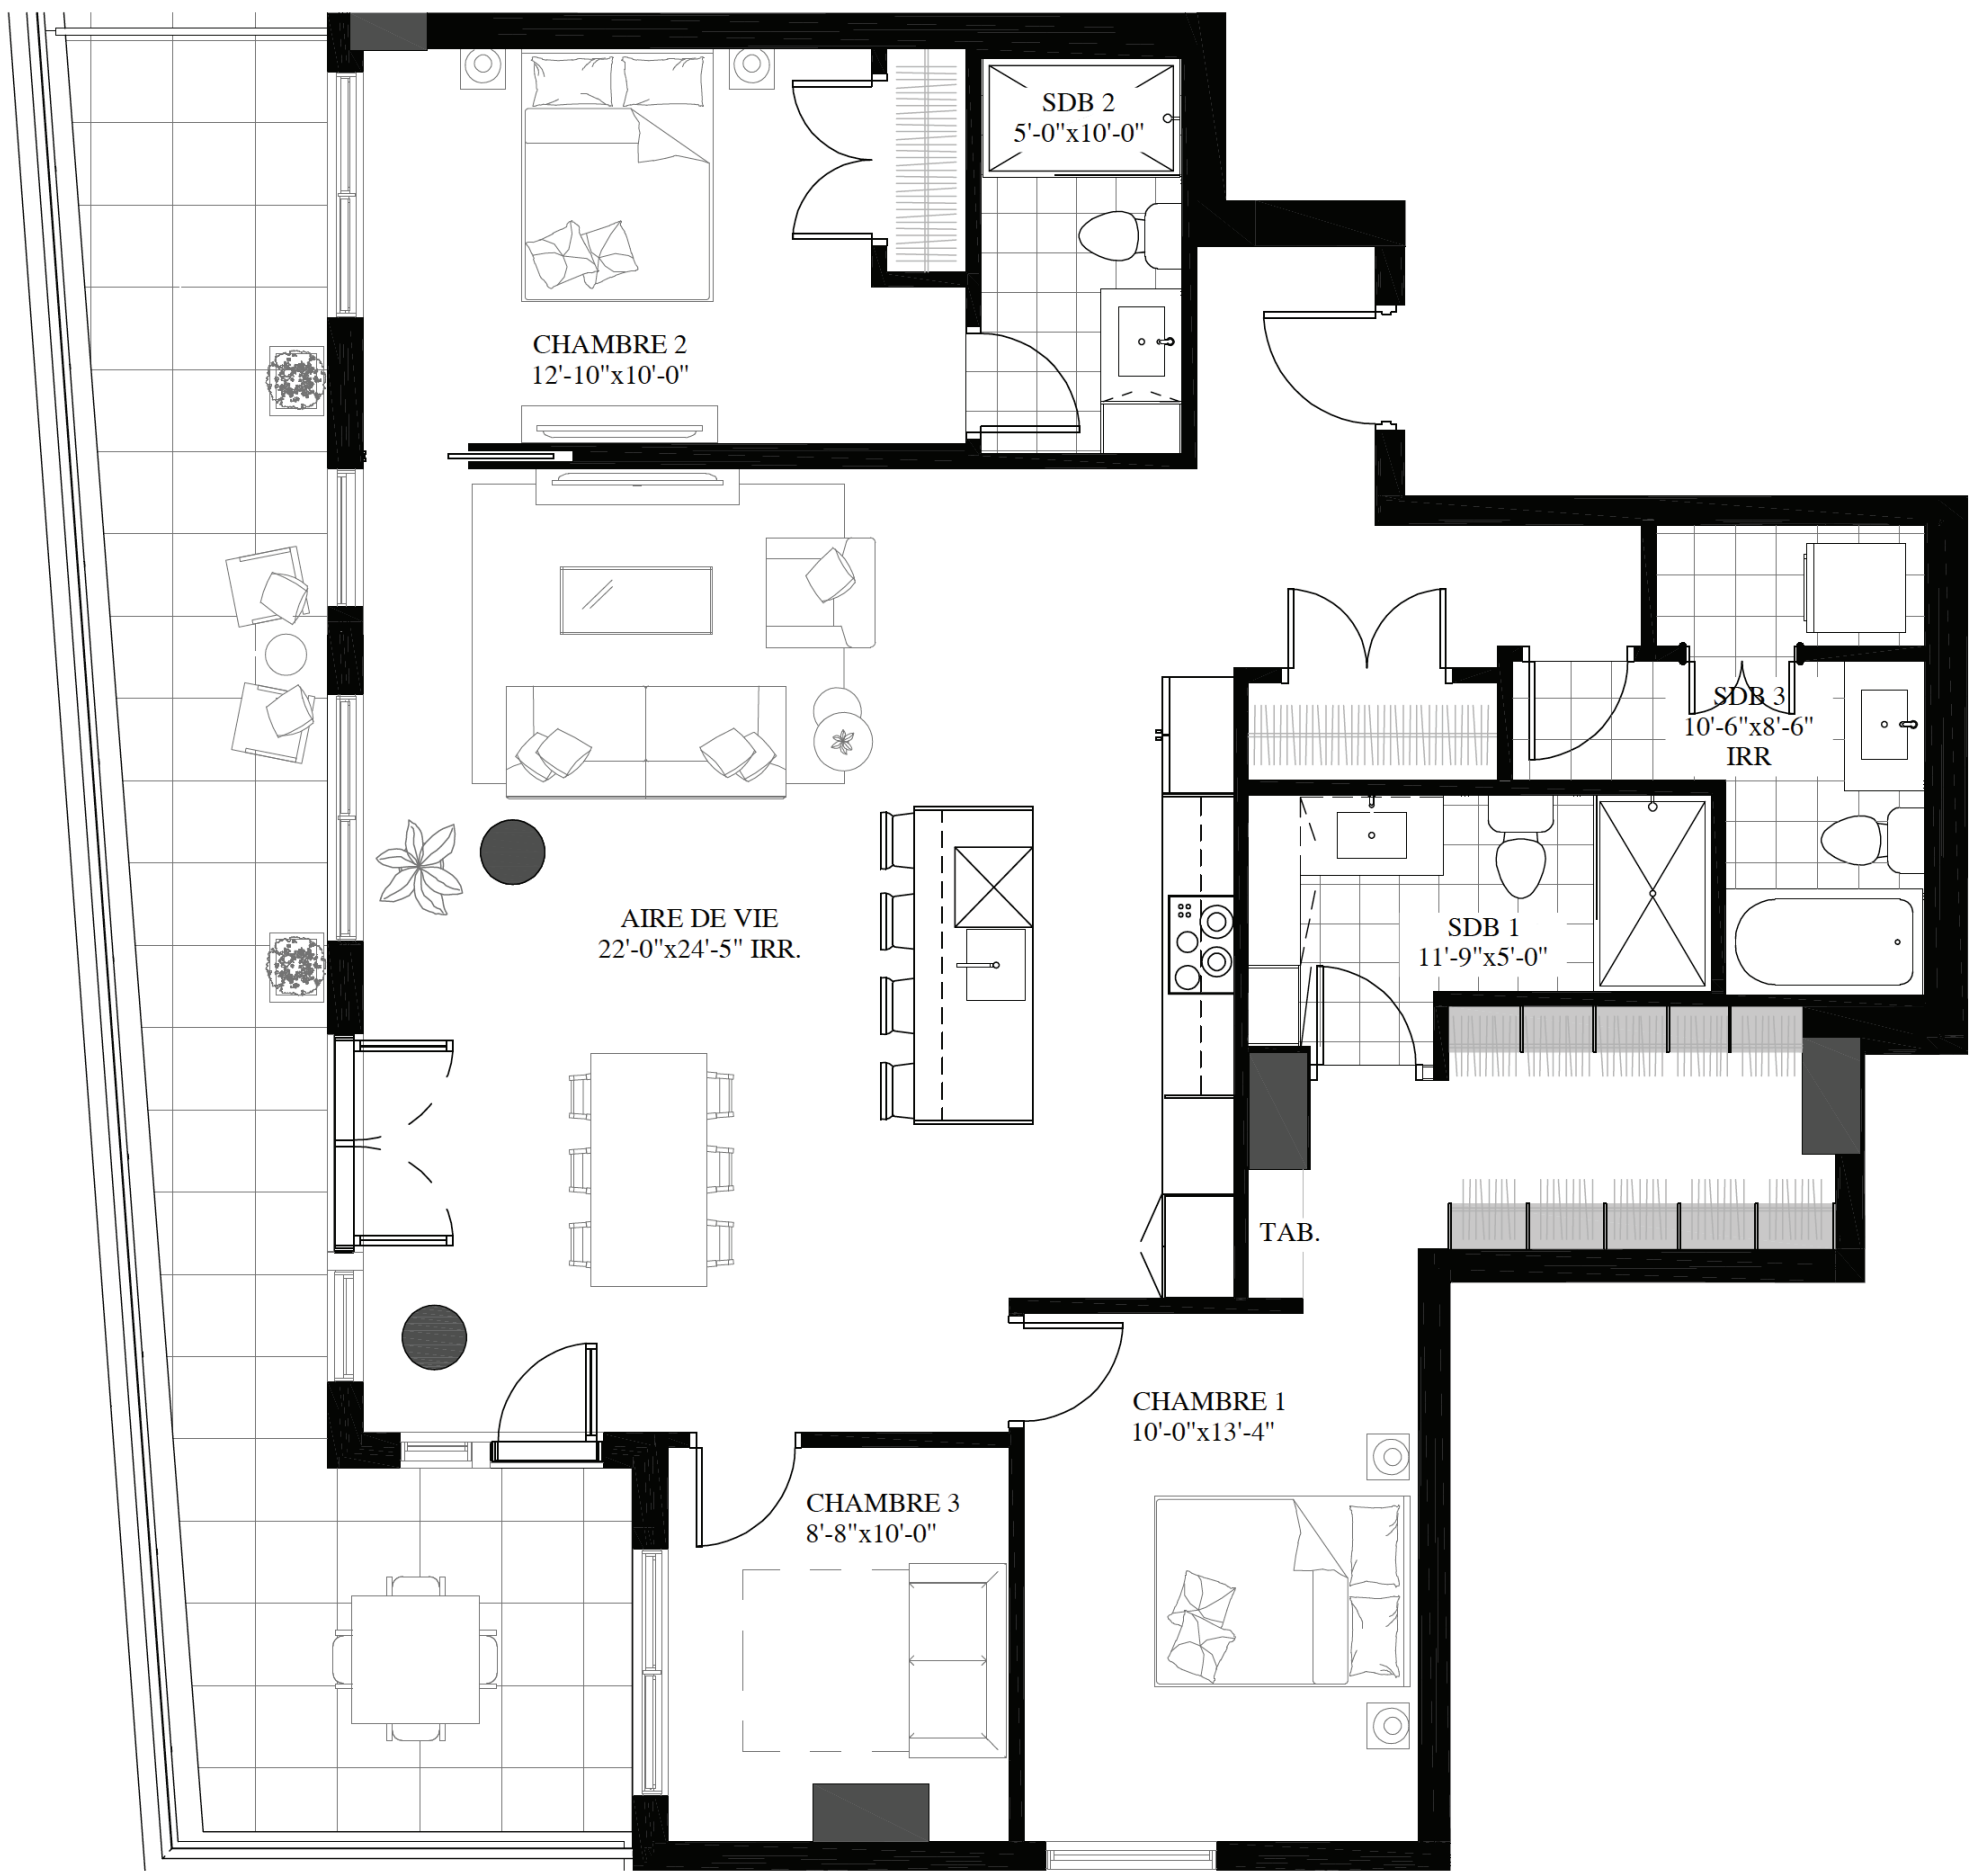 SDB 2
5'-0"x10'-0"
CHAMBRE 2
12'-10"x10'-0"
SDB 3
10'-6"x8'-6"
IRR
AIRE DE VIE
22'-0"x24'-5" IRR.
SDB 1
11'-9"x5'-0"
TAB.
CHAMBRE 1
10'-0"x13'-4"
CHAMBRE 3
8'-8"x10'-0"